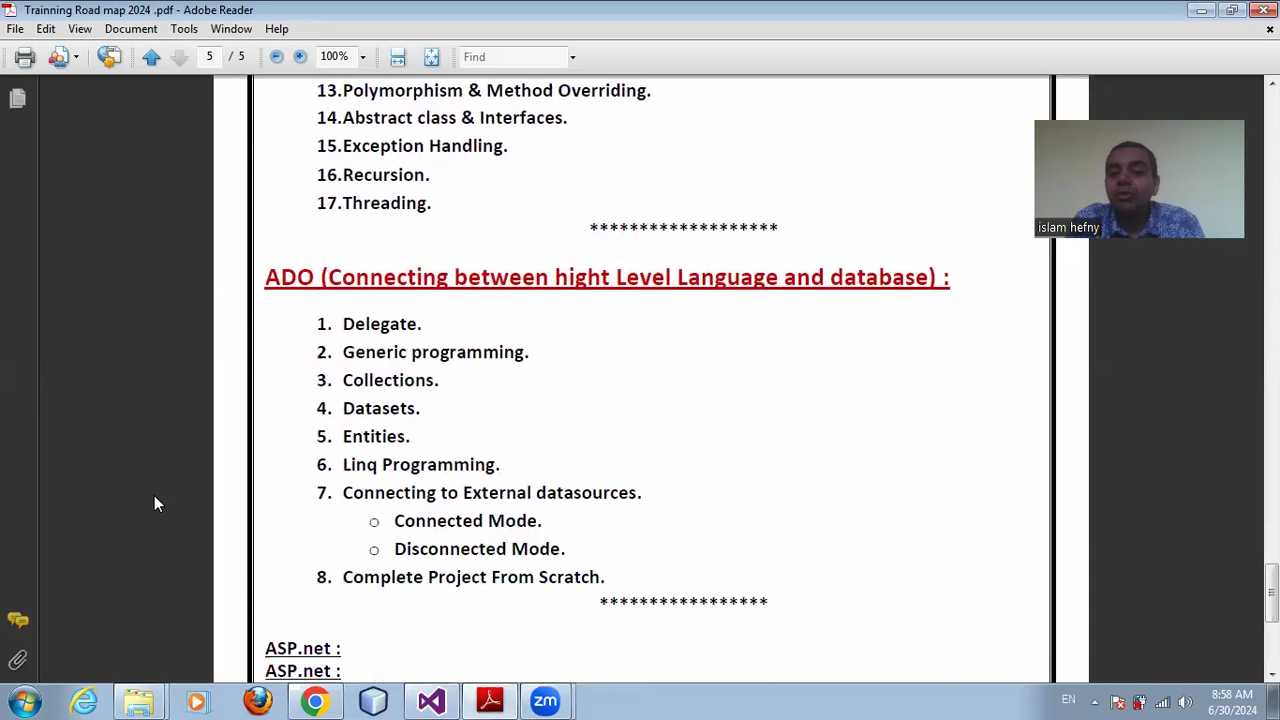 Trainning Road map 2024 .pdf - Adobe Reader
File Edit View Document Tools Window Help
5 / 5 100% Find
13.Polymorphism & Method Overriding.
14.Abstract class & Interfaces.
15.Exception Handling.
16.Recursion.
17.Threading.
*******************
islam hefny
ADO (Connecting between hight Level Language and database) :
1. Delegate.
2. Generic programming.
3. Collections.
4. Datasets.
5. Entities.
6. Linq Programming.
7. Connecting to External datasources.
o Connected Mode.
o Disconnected Mode.
8. Complete Project From Scratch.
*****************
ASP.net :
ASP.net :
zm
EN
8:58 AM
6/30/2024